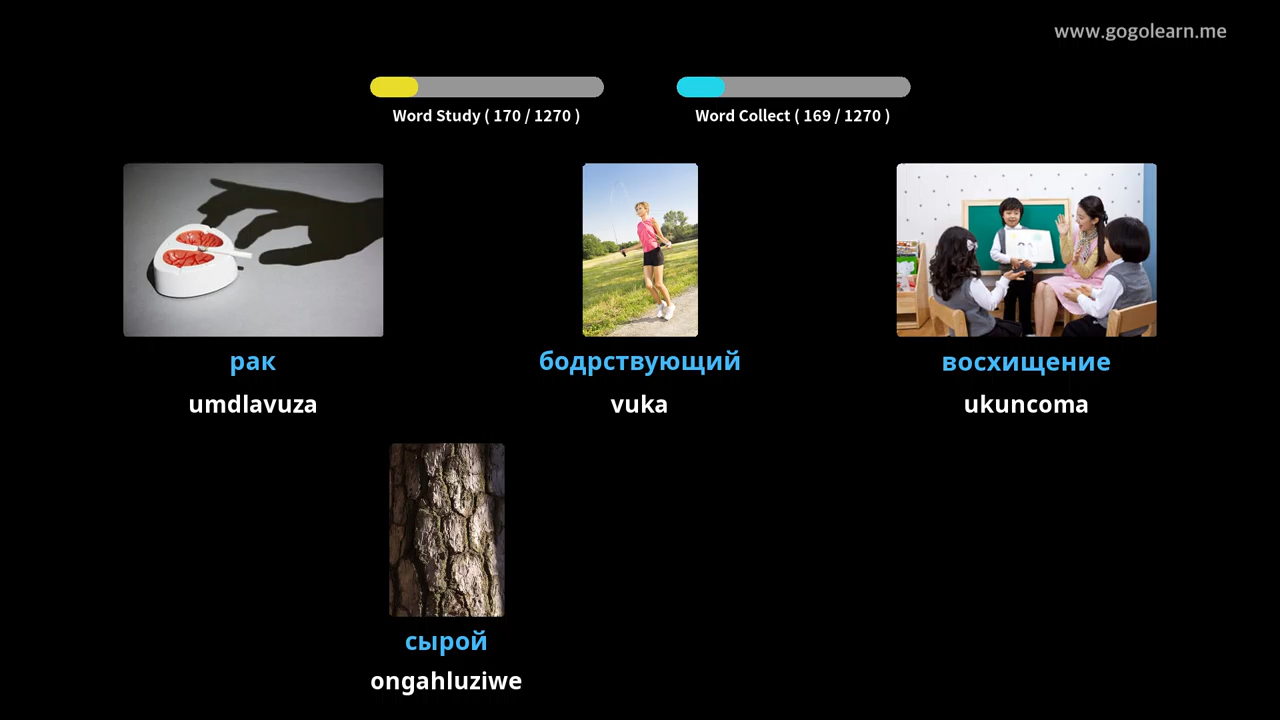 www.gogolearn.me
Word Study ( 170 / 1270 )
Word Collect ( 169 / 1270 )
рак
бодрствующий
восхищение
umdlavuza
vuka
ukuncoma
сырой
ongahluziwe